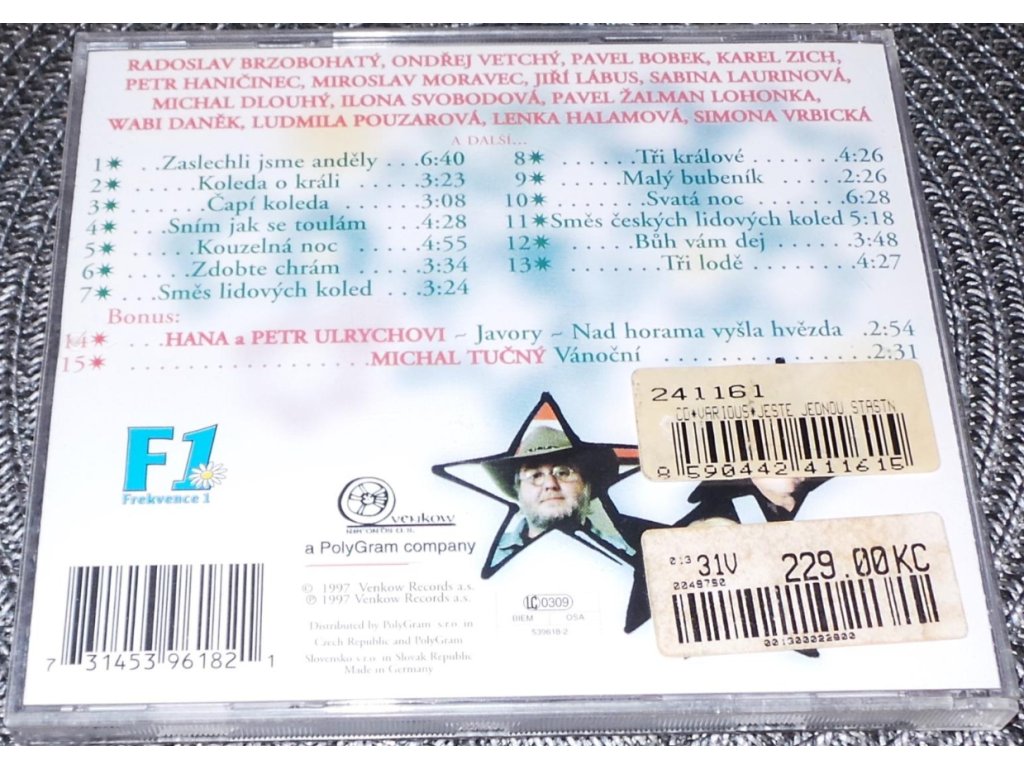 RADOSLAV BRZOBOHATÝ, ONDŘEJ VETCHÝ, PAVEL BOBEK, KAREL ZICH,
PETR HANIČINEC, MIROSLAV MORAVEC, JIŘÍ LÁBUS, SABINA LAURINOVÁ,
MICHAL DLOUHÝ, ILONA SVOBODOVÁ, PAVEL ŽALMAN LOHONKA,
WABI DANĚK, LUDMILA POUZAROVÁ, LENKA HALAMOVÁ, SIMONA VRBICKÁ
A DALŠÍ...
1✷ ...Zaslechli jsme anděly ...6:40
2✷ ......Koleda o králi ......3:23
3✷ .......Čapí koleda .......3:08
4✷ ....Sním jak se toulám ....4:28
5✷ ......Kouzelná noc ......4:55
6✷ ......Zdobte chrám ......3:34
7✷ ...Směs lidových koled ...3:24
8✷ .......Tři králové .......4:26
9✷ ......Malý bubeník .......2:26
10✷ ........Svatá noc ........6:28
11✷Směs českých lidových koled 5:18
12✷ .......Bůh vám dej .......3:48
13✷ ........Tři lodě ........4:27
Bonus:
14✷ ...HANA a PETR ULRYCHOVI ~ Javory ~ Nad horama vyšla hvězda .2:54
15✷ ................MICHAL TUČNÝ Vánoční ...............2:31
241161
CD*VARIOUS*JESTE JEDNOU STASTN
8 590442 411615
F1
Frekvence 1
venkow
RECORDS A.S.
a PolyGram company
© 1997 Venkow Records a.s.
℗ 1997 Venkow Records a.s.
Distributed by PolyGram s.r.o. in
Czech Republic and PolyGram
Slovensko s.r.o. in Slovak Republic
Made in Germany
LC 0309
BIEM OSA
539618-2
7 31453 96182 1
013 31V 229.00KC
0049750
001300022900